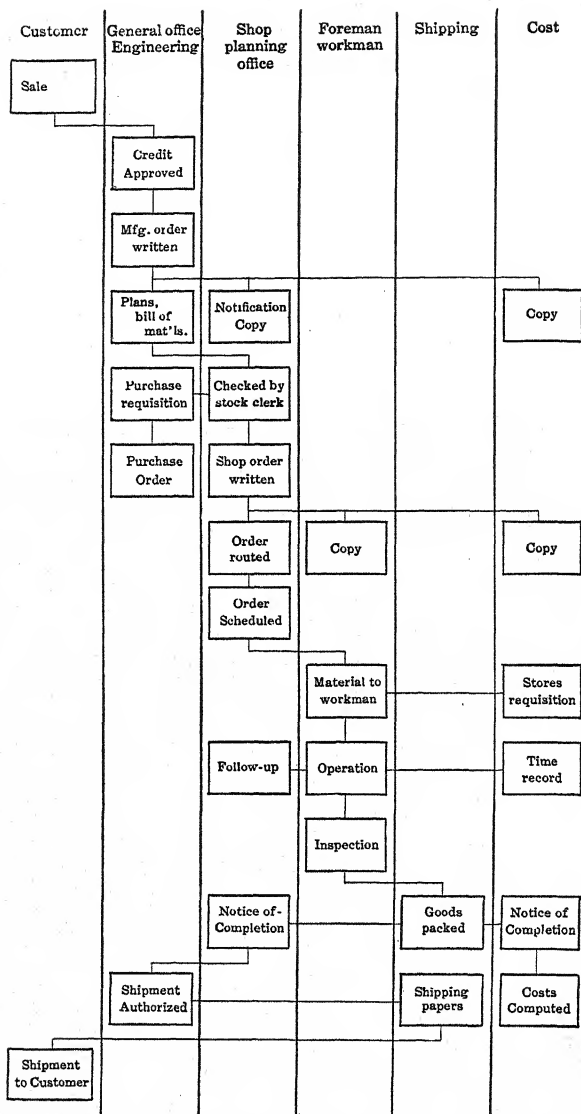 Customer
General office
Engineering
Shop
planning
office
Foreman
workman
Shipping
Cost
Sale
Credit
Approved
Mfg. order
written
Plans,
bill of
mat'ls.
Notification
Copy
Copy
Purchase
requisition
Checked by
stock clerk
Purchase
Order
Shop order
written
Order
routed
Copy
Copy
Order
Scheduled
Material to
workman
Stores
requisition
Follow-up
Operation
Time
record
Inspection
Notice of-
Completion
Goods
packed
Notice of
Completion
Shipment
Authorized
Shipping
papers
Costs
Computed
Shipment
to Customer